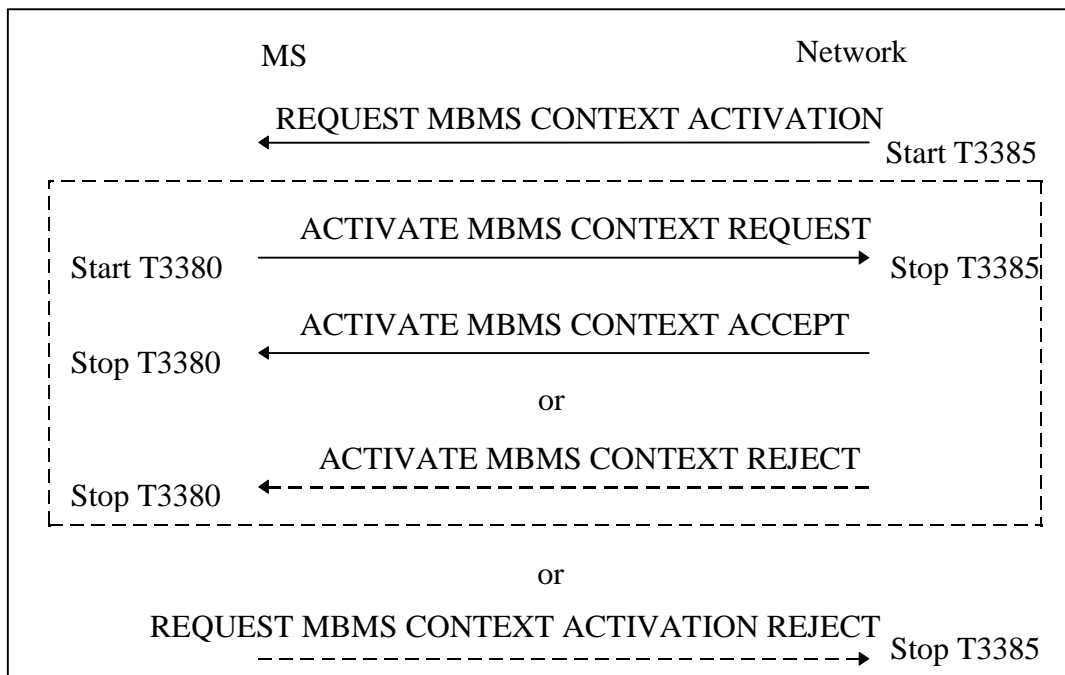 MS
Network
REQUEST MBMS CONTEXT ACTIVATION
Start T3385
ACTIVATE MBMS CONTEXT REQUEST
Start T3380
Stop T3385
ACTIVATE MBMS CONTEXT ACCEPT
Stop T3380
or
ACTIVATE MBMS CONTEXT REJECT
Stop T3380
or
REQUEST MBMS CONTEXT ACTIVATION REJECT
Stop T3385